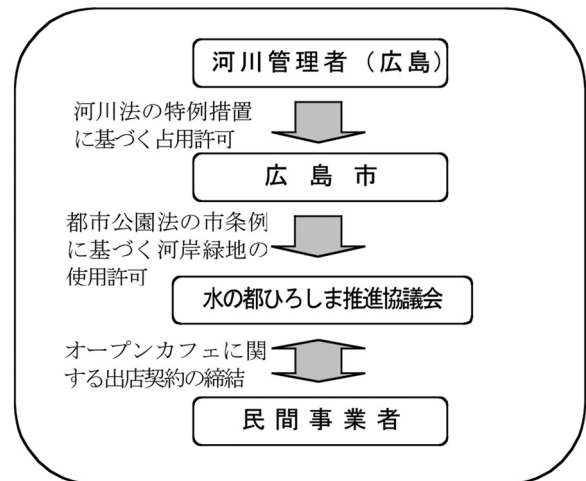 河川管理者（広島）
河川法の特例措置
に基づく占用許可
広島市
都市公園法の市条例
に基づく河岸緑地の
使用許可
水の都ひろしま推進協議会
オープンカフェに関
する出店契約の締結
民間事業者